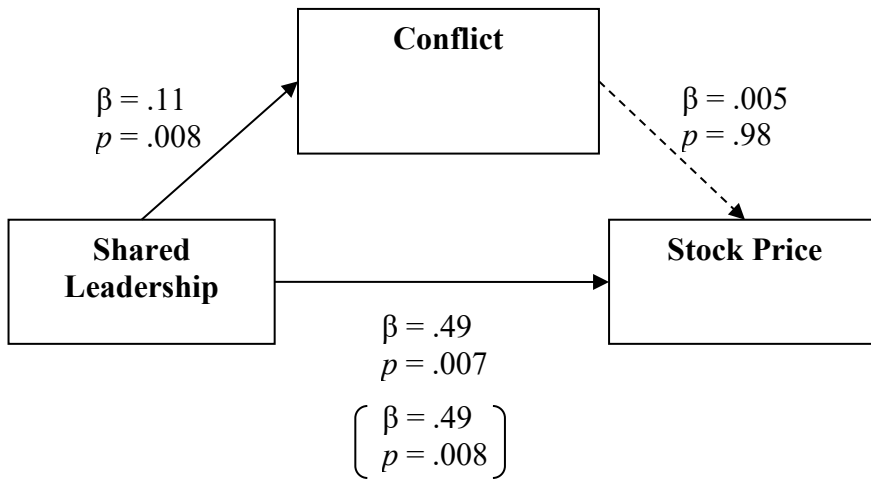 Conflict
β = .11
p = .008
β = .005
p = .98
Shared
Leadership
Stock Price
β = .49
p = .007
β = .49
p = .008